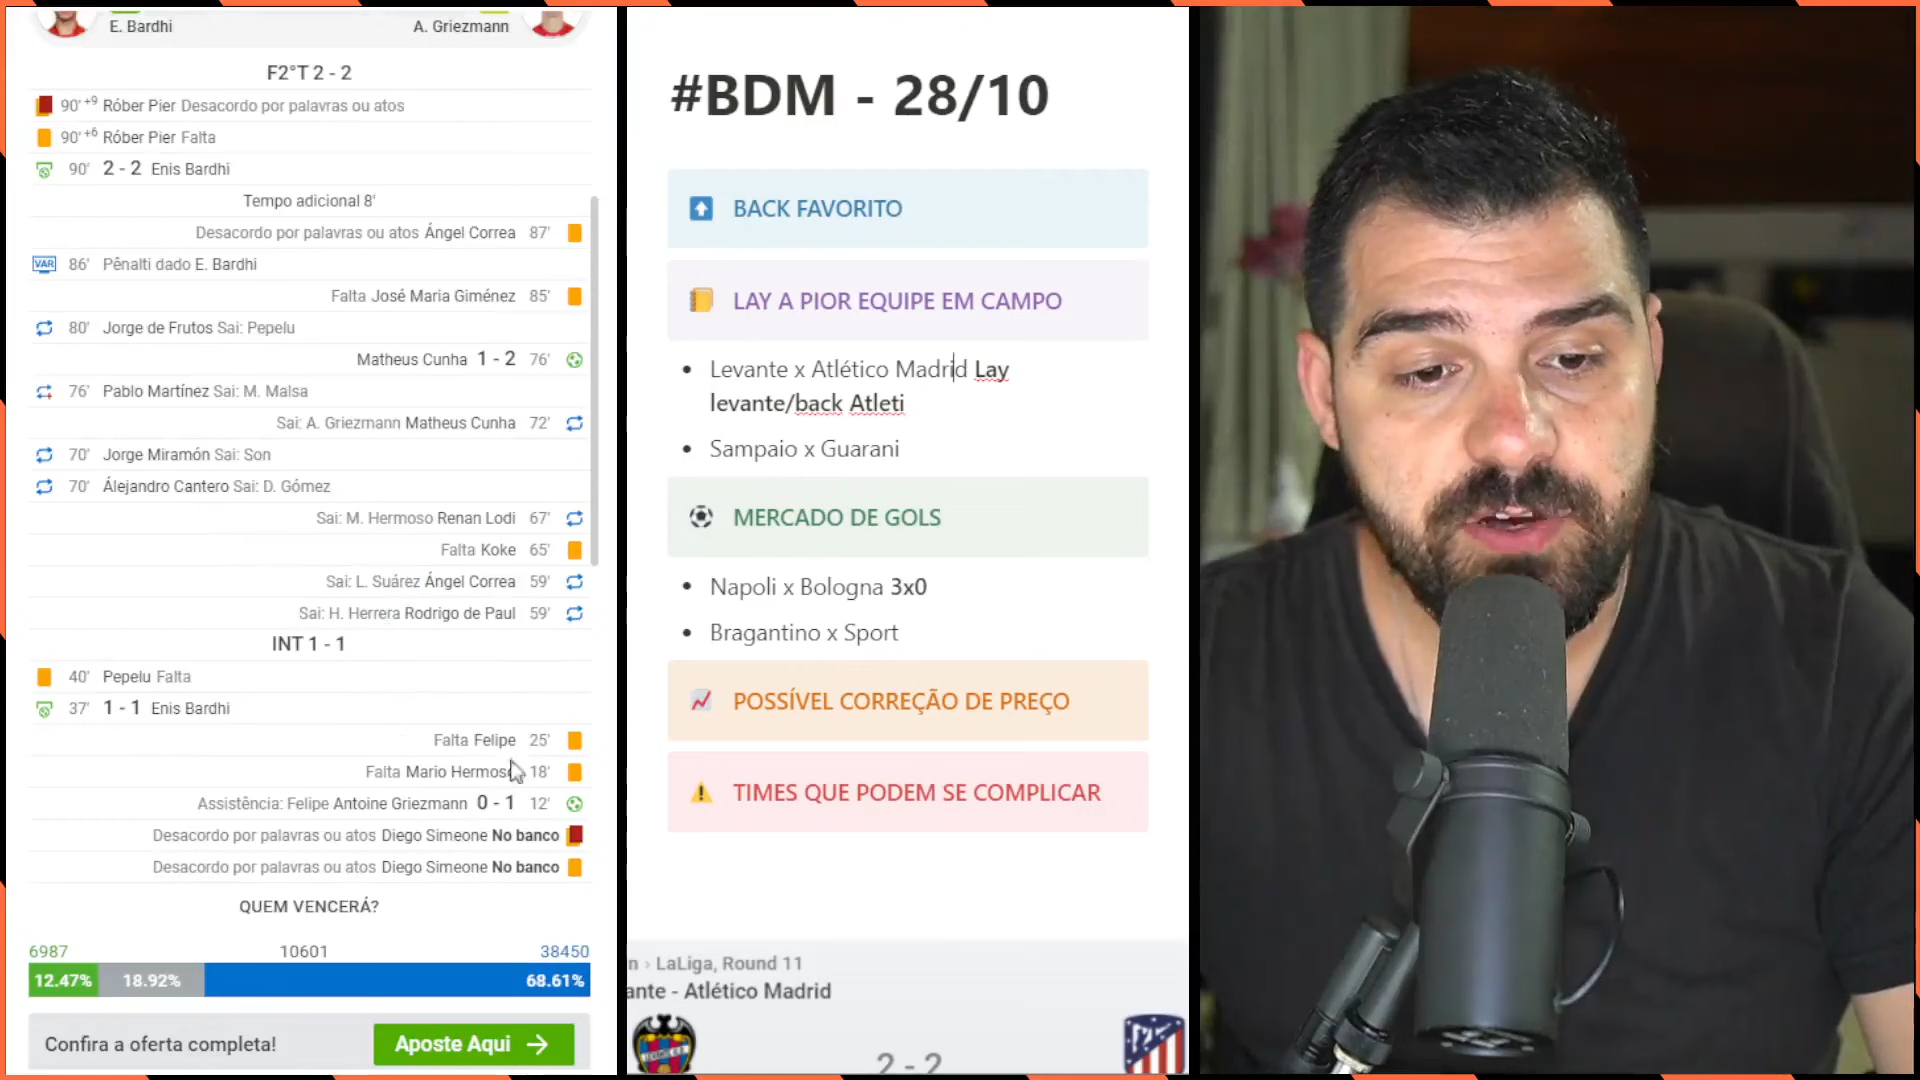 E. Bardhi
A. Griezmann
F2°T 2 - 2
90' +9 Róber Pier Desacordo por palavras ou atos
90' +6 Róber Pier Falta
90' 2 - 2 Enis Bardhi
Tempo adicional 8'
Desacordo por palavras ou atos Ángel Correa 87'
VAR 86' Pênalti dado E. Bardhi
Falta José Maria Giménez 85'
80' Jorge de Frutos Sai: Pepelu
Matheus Cunha 1 - 2 76'
76' Pablo Martínez Sai: M. Malsa
Sai: A. Griezmann Matheus Cunha 72'
70' Jorge Miramón Sai: Son
70' Álejandro Cantero Sai: D. Gómez
Sai: M. Hermoso Renan Lodi 67'
Falta Koke 65'
Sai: L. Suárez Ángel Correa 59'
Sai: H. Herrera Rodrigo de Paul 59'
INT 1 - 1
40' Pepelu Falta
37' 1 - 1 Enis Bardhi
Falta Felipe 25'
Falta Mario Hermoso 18'
Assistência: Felipe Antoine Griezmann 0 - 1 12'
Desacordo por palavras ou atos Diego Simeone No banco
Desacordo por palavras ou atos Diego Simeone No banco
QUEM VENCERÁ?
6987 10601 38450
12.47% 18.92% 68.61%
Confira a oferta completa! Aposte Aqui
#BDM - 28/10
BACK FAVORITO
LAY A PIOR EQUIPE EM CAMPO
Levante x Atlético Madrid Lay
levante/back Atleti
Sampaio x Guarani
MERCADO DE GOLS
Napoli x Bologna 3x0
Bragantino x Sport
POSSÍVEL CORREÇÃO DE PREÇO
TIMES QUE PODEM SE COMPLICAR
n › LaLiga, Round 11
ante - Atlético Madrid
2 - 2